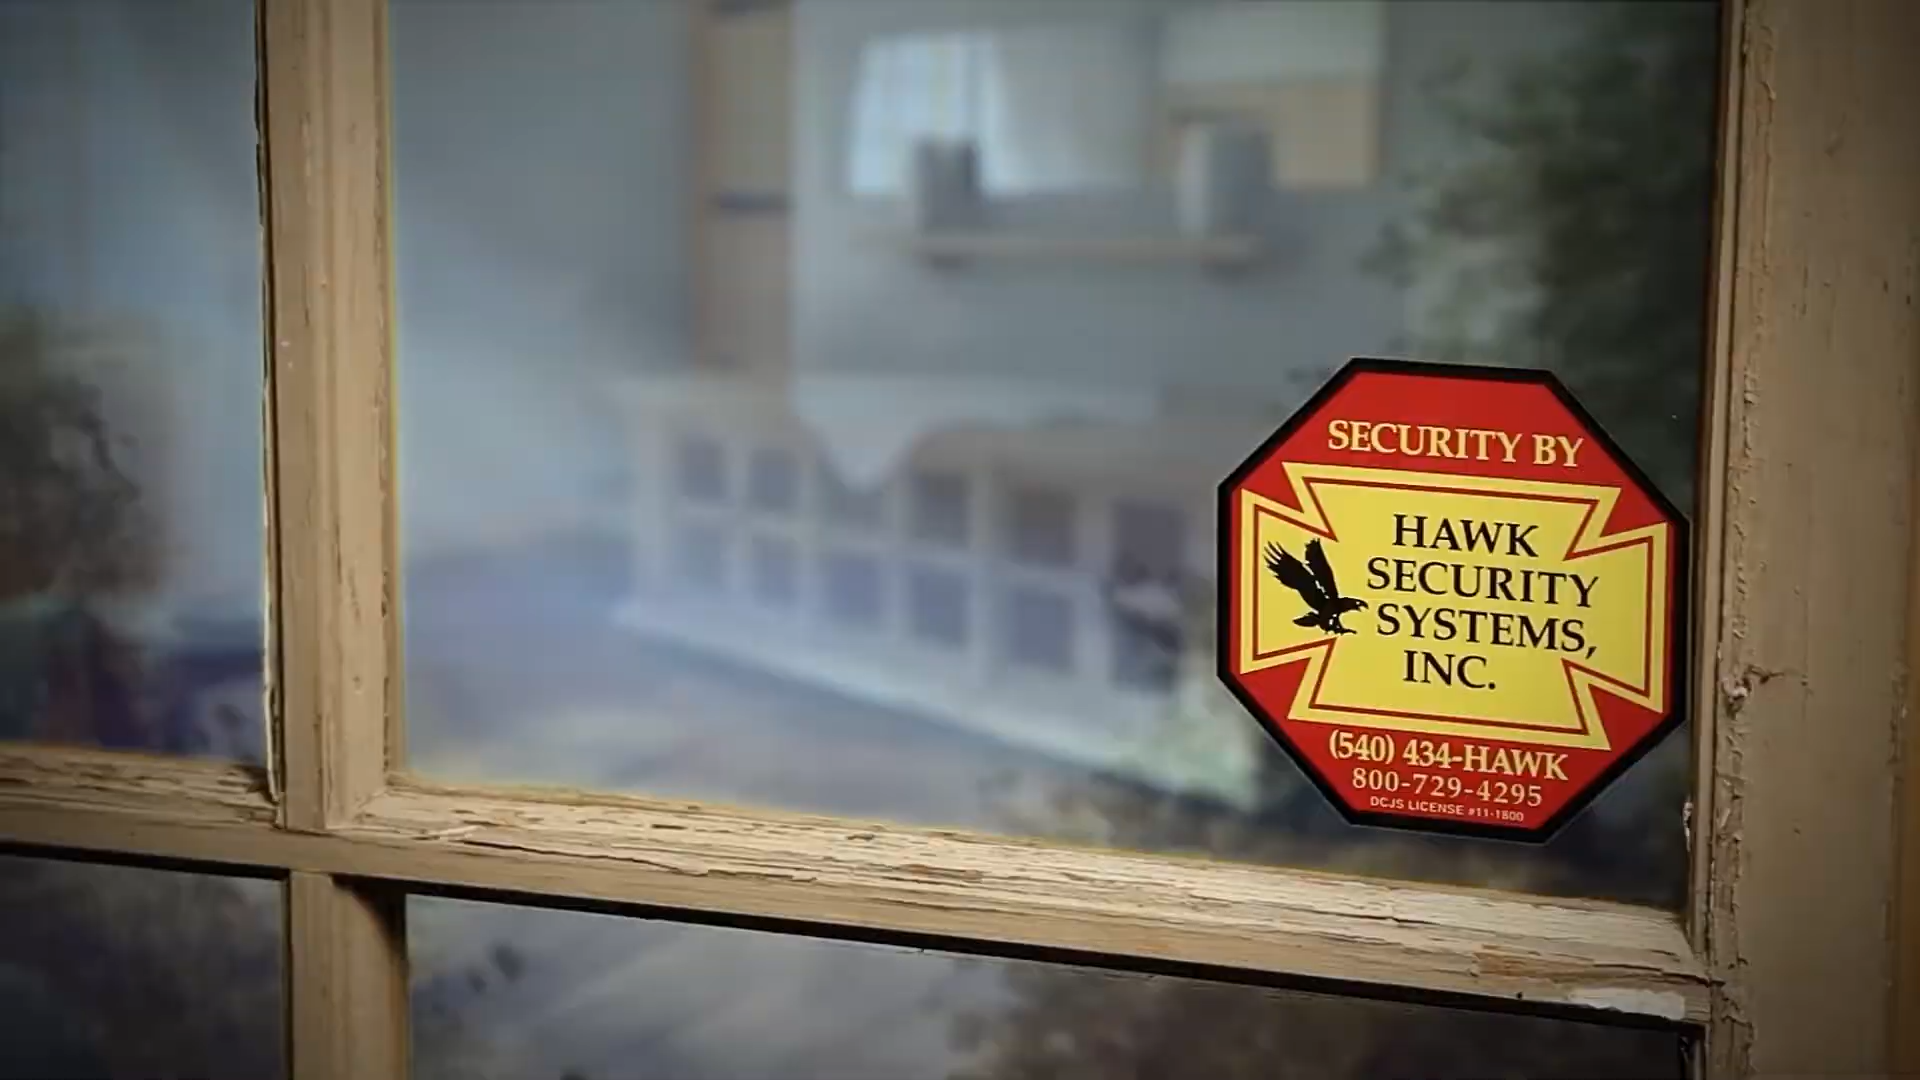 SECURITY BY
HAWK
SECURITY
SYSTEMS,
INC.
(540) 434-HAWK
800-729-4295
DCJS LICENSE #11-1800